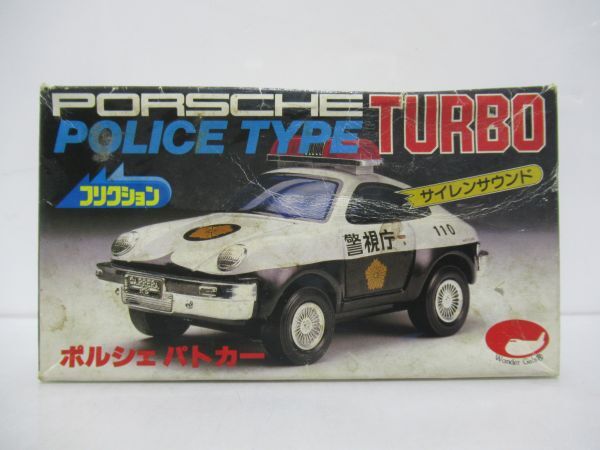 PORSCHE TURBO
POLICE TYPE
フリクション
サイレンサウンド
警視庁
110
ポルシェ パトカー